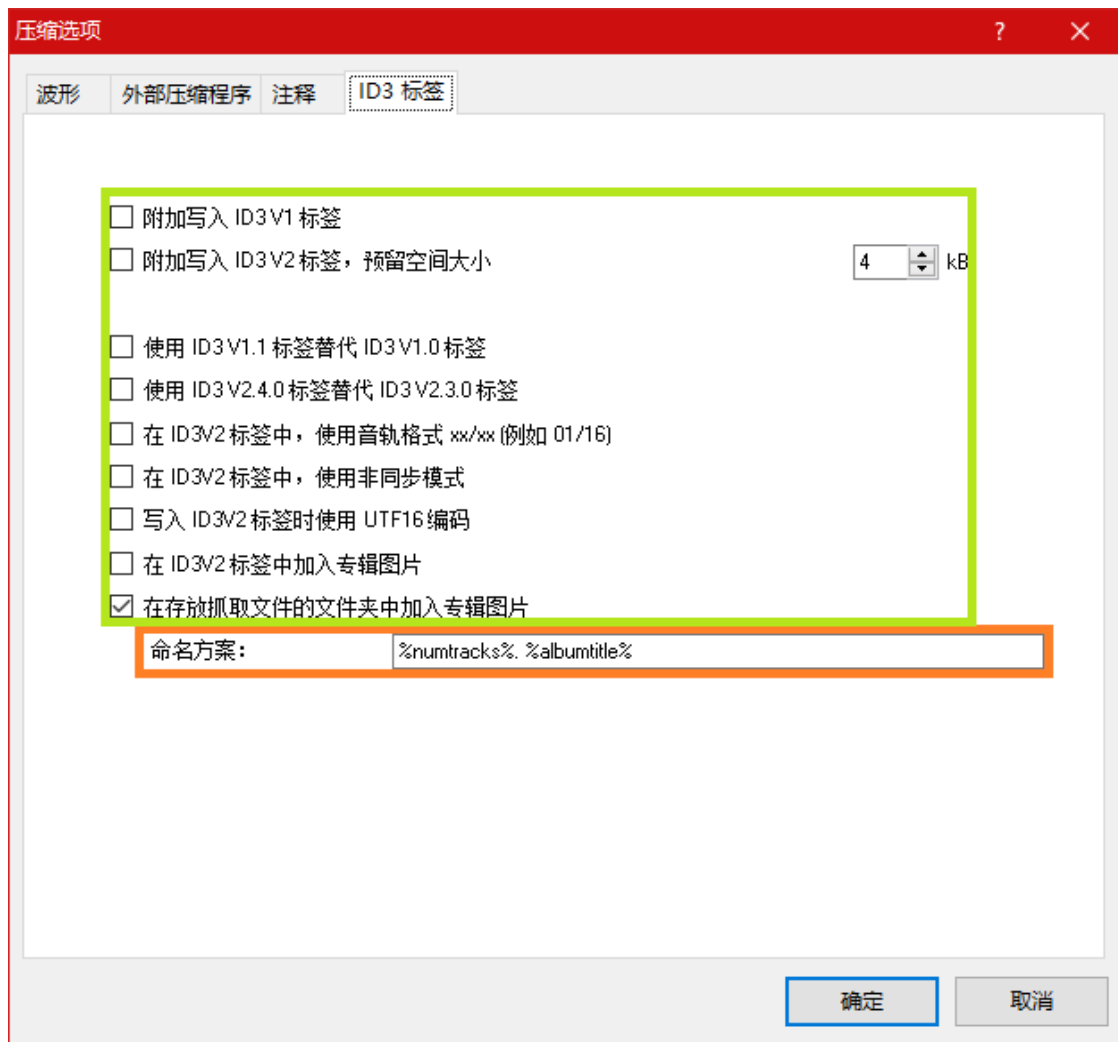 压缩选项
波形 外部压缩程序 注释 ID3 标签
附加写入 ID3 V1 标签
附加写入 ID3 V2 标签，预留空间大小 4 kB
使用 ID3 V1.1 标签替代 ID3 V1.0 标签
使用 ID3 V2.4.0 标签替代 ID3 V2.3.0 标签
在 ID3V2 标签中，使用音轨格式 xx/xx (例如 01/16)
在 ID3V2 标签中，使用非同步模式
写入 ID3V2 标签时使用 UTF16 编码
在 ID3V2 标签中加入专辑图片
在存放抓取文件的文件夹中加入专辑图片
命名方案： %numtracks%. %albumtitle%
确定 取消